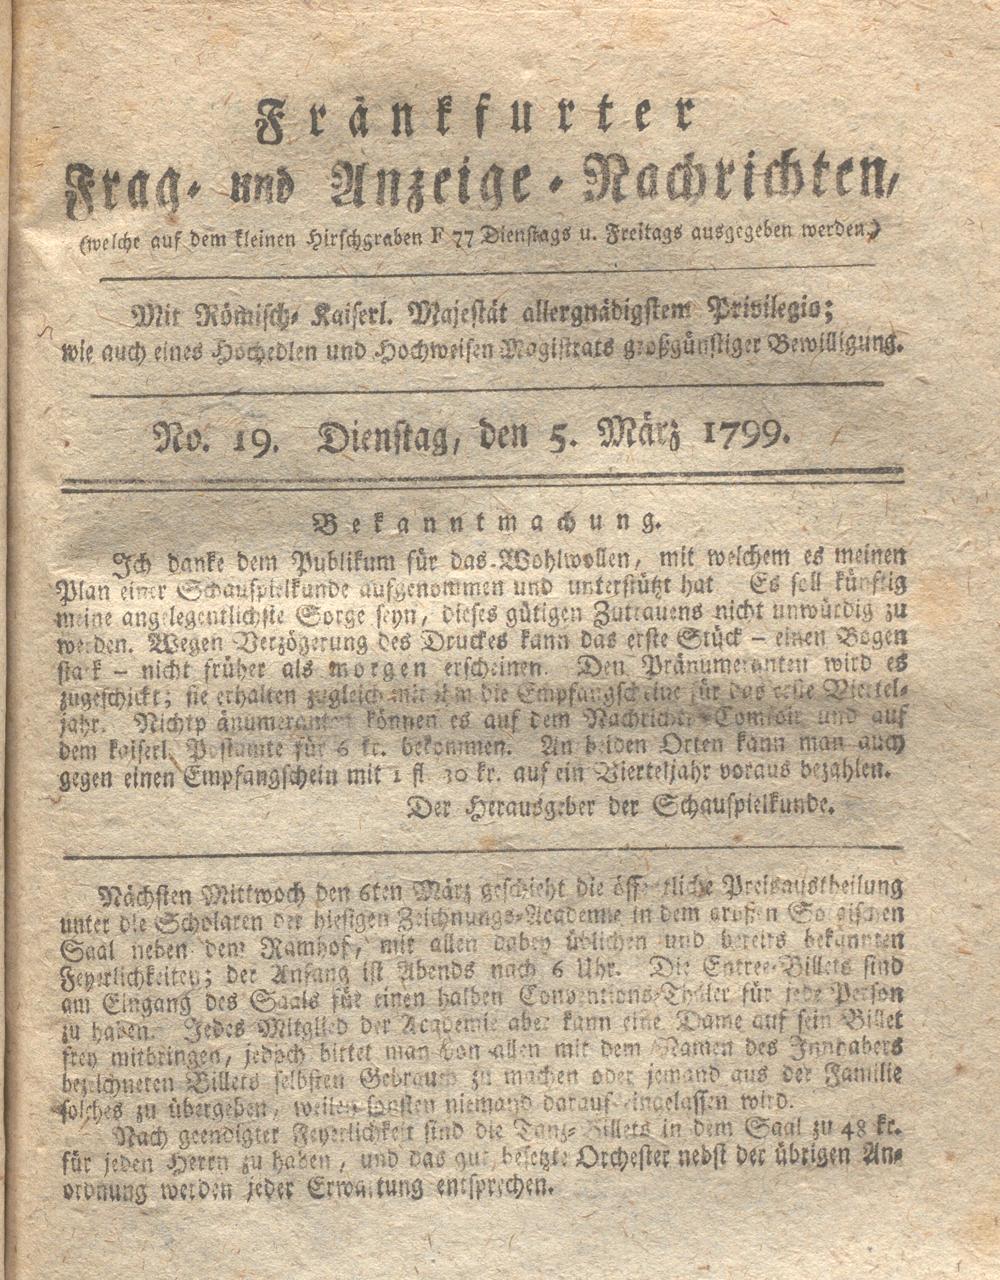 Fränkfurter
Frag- und Anzeige-Nachrichten,
(welche auf dem kleinen Hirschgraben F 77 Dienstags u. Freitags ausgegeben werden.)
Mit Römisch- Kaiserl. Majestät allergnädigstem Privilegio;
wie auch eines Hochedlen und Hochweisen Magistrats großgünstiger Bewilligung.
No. 19. Dienstag, den 5. März 1799.
Bekanntmachung.
Ich danke dem Publikum für das Wohlwollen, mit welchem es meinen
Plan einer Schauspielkunde aufgenommen und unterstützt hat Es soll künftig
meine angelegentlichste Sorge seyn, dieses gütigen Zutrauens nicht unwürdig zu
werden. Wegen Verzögerung des Druckes kann das erste Stück – einen Bogen
stark – nicht früher als morgen erscheinen. Den Pränumeranten wird es
zugeschickt; sie erhalten zugleich mit ihm die Empfangscheine für das erste Viertel-
jahr. Nichtpränumeranten können es auf dem Nachrichts-Comtoir und auf
dem kaiserl. Postamte für 6 kr. bekommen. An beiden Orten kann man auch
gegen einen Empfangschein mit 1 fl 30 kr. auf ein Vierteljahr voraus bezahlen.
Der Herausgeber der Schauspielkunde.
Nächsten Mittwoch den 6ten März geschieht die öffentliche Preisaustheilung
unter die Scholaren der hiesigen Zeichnungs-Academie in dem großen
Saal neben dem Ramhof, mit allen dabey üblichen und bereits bekannten
Feyerlichkeiten; der Anfang ist Abends nach 6 Uhr. Die Entree-Billets sind
am Eingang des Saals für einen halben Conventions-Thaler für jede Person
zu haben. Jedes Mitglied der Academie aber kann eine Dame auf sein Billet
frey mitbringen, jedoch bittet man von allen mit dem Namen des Innhabers
bezeichneten Billets selbsten Gebrauch zu machen oder jemand aus der Familie
solches zu übergeben, weilen sonsten niemand darauf eingelassen wird.
Nach geendigter Feyerlichkeit sind die Tanz-Billets in dem Saal zu 48 kr.
für jeden Herrn zu haben, und das gut besetzte Orchester nebst der übrigen An-
ordnung werden jeder Erwartung entsprechen.